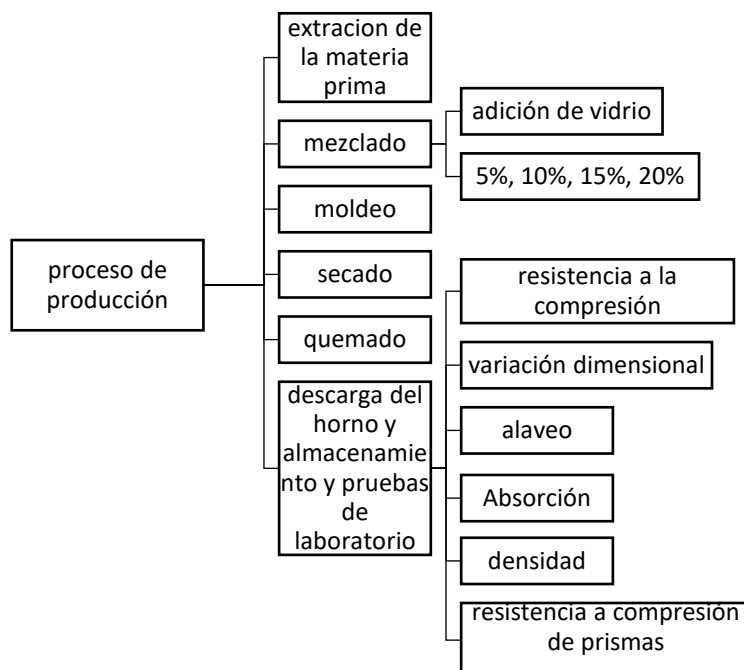 proceso de
producción
extracion de
la materia
prima
mezclado
adición de vidrio
5%, 10%, 15%, 20%
moldeo
secado
quemado
descarga del
horno y
almacenamie
nto y pruebas
de
laboratorio
resistencia a la
compresión
variación dimensional
alaveo
Absorción
densidad
resistencia a compresión
de prismas